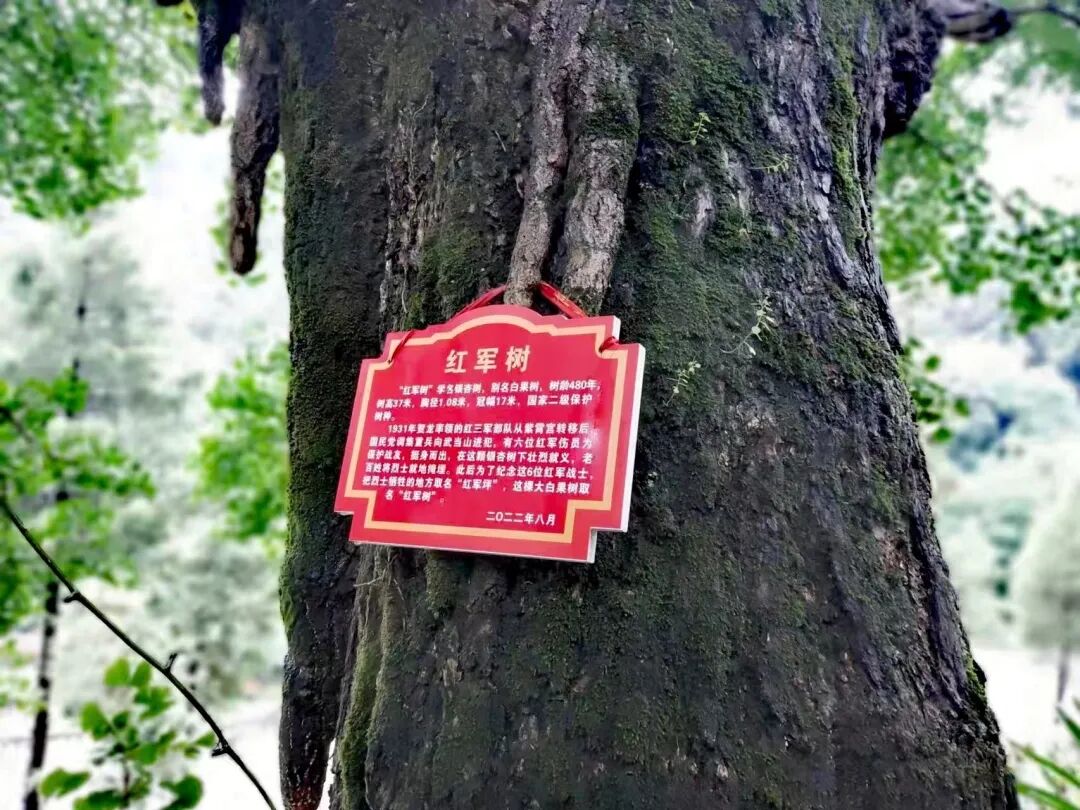 红军树
“红军树”学名银杏树，别名白果树，树龄480年，
树高37米，胸径1.08米，冠幅17米，国家二级保护
树种。
1931年贺龙率领的红三军部队从紫霄宫转移后，
国民党调集重兵向武当山进犯，有六位红军伤员为
保护战友，挺身而出，在这颗银杏树下壮烈就义，老
百姓将烈士就地掩埋。此后为了纪念这6位红军战士，
把烈士牺牲的地方取名“红军坪”，这棵大白果树取
名“红军树”。
二〇二二年八月